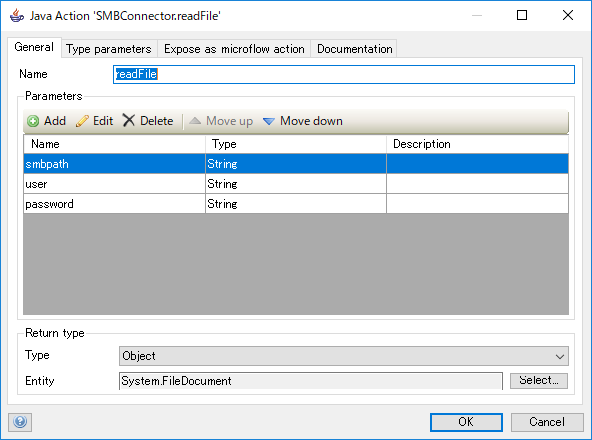 Java Action 'SMBConnector.readFile'
General Type parameters Expose as microflow action Documentation
Name readFile
Parameters
Add Edit Delete Move up Move down
Name Type Description
smbpath String
user String
password String
Return type
Type Object
Entity System.FileDocument Select...
? OK Cancel